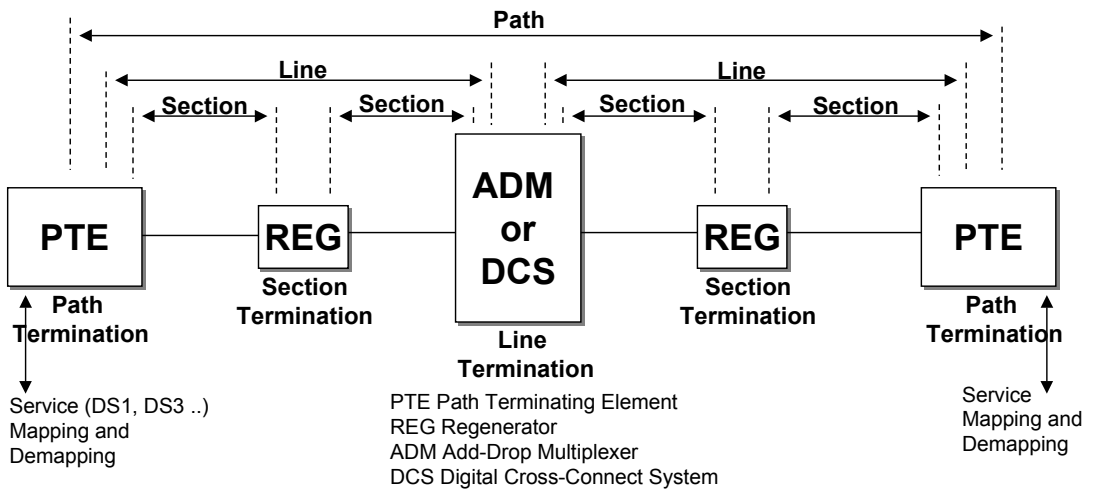 Path
Line
Line
Section
Section
Section
Section
PTE
REG
ADM
or
DCS
REG
PTE
Path
Termination
Section
Termination
Line
Termination
Section
Termination
Path
Termination
Service (DS1, DS3 ..)
Mapping and
Demapping
PTE Path Terminating Element
REG Regenerator
ADM Add-Drop Multiplexer
DCS Digital Cross-Connect System
Service
Mapping and
Demapping